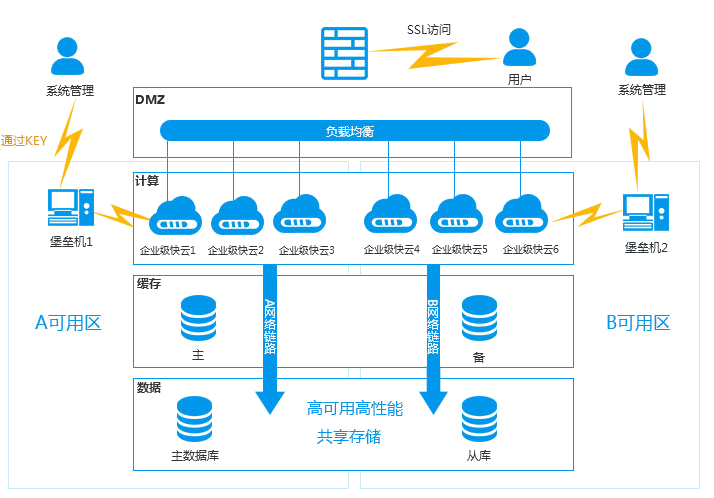 SSL访问
系统管理
用户
系统管理
DMZ
负载均衡
通过KEY
计算
堡垒机1
企业级快云1
企业级快云2
企业级快云3
企业级快云4
企业级快云5
企业级快云6
堡垒机2
缓存
A网络链路
B网络链路
A可用区
B可用区
主
备
数据
高可用高性能
共享存储
主数据库
从库